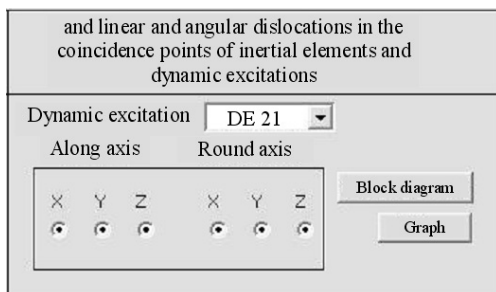 and linear and angular dislocations in the
coincidence points of inertial elements and
dynamic excitations
Dynamic excitation DE 21
Along axis Round axis
X Y Z X Y Z
Block diagram
Graph